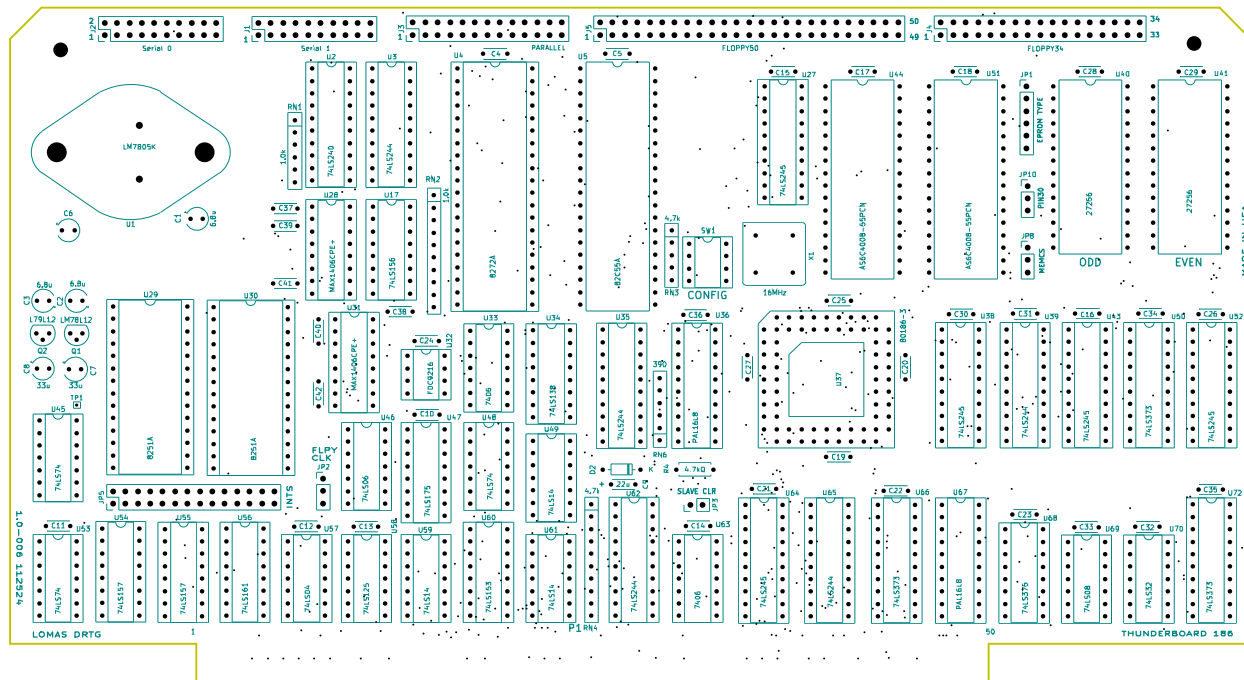 2
1
J2
Serial 0
J1
1
Serial 1
J3
1
PARALLEL
J5
1
50
49
FLOPPY50
J4
1
34
33
FLOPPY34
LM7805K
U1
C6
C1
6.8u
RN1
1.0k
U2
74LS240
U3
74LS244
C4
U4
8272A
C5
U5
82C55A
C15
U27
74LS245
C17
U44
AS6C4008-55PCN
C18
U51
AS6C4008-55PCN
JP1
EPROM TYPE
JP10
PIN30
JP8
MEMCS
C28
U40
27256
ODD
C29
U41
27256
EVEN
C37
C39
C41
U28
MAX1406CPE+
U17
74LS156
RN2
1.0k
C38
4.7k
RN3
SW1
CONFIG
X1
16MHz
6.8u
C3
C2
6.8u
L79L12
LM78L12
Q2
Q1
C8
33u
33u
C7
TP1
U29
8251A
U30
8251A
C40
C42
U31
MAX1406CPE+
C24
U32
FDC9216
U33
7406
U34
74LS138
U35
74LS244
390
RN6
C36
U36
PAL16L8
C25
C27
U37
80186-3
C20
C19
C30
U38
74LS245
C31
U39
74LS244
C16
U43
74LS245
C34
U50
74LS373
C26
U52
74LS245
U45
74LS74
JP5
INTS
FLPY
CLK
JP2
U46
74LS06
C10
U47
74LS175
U48
74LS74
U49
74LS14
D2
K
R4
4.7kΩ
+
22u
C9
SLAVE CLR
JP3
1.0-006 112524
C11
U53
74LS74
U54
74LS157
U55
74LS157
U56
74LS161
C12
U57
74LS04
C13
U58
74LS125
U59
74LS14
U60
74LS153
U61
74LS14
4.7k
RN4
U62
74LS244
C14
U63
7406
C21
U64
74LS245
U65
74LS244
C22
U66
74LS373
U67
PAL16L8
C23
U68
74LS376
C33
U69
74LS08
C32
U70
74LS32
C35
U72
74LS373
LOMAS DRTG
1
P1
50
THUNDERBOARD 186